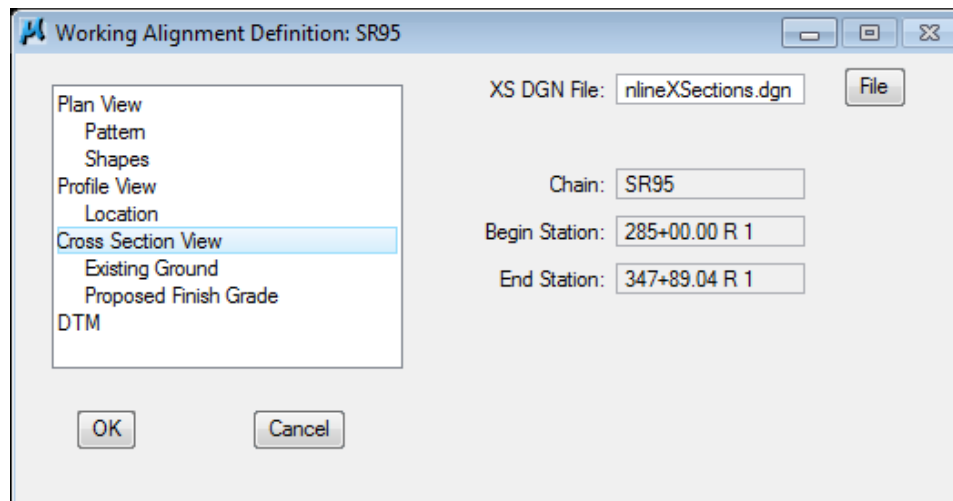 Working Alignment Definition: SR95
Plan View
Pattern
Shapes
Profile View
Location
Cross Section View
Existing Ground
Proposed Finish Grade
DTM
XS DGN File: nlineXSections.dgn File
Chain: SR95
Begin Station: 285+00.00 R 1
End Station: 347+89.04 R 1
OK Cancel